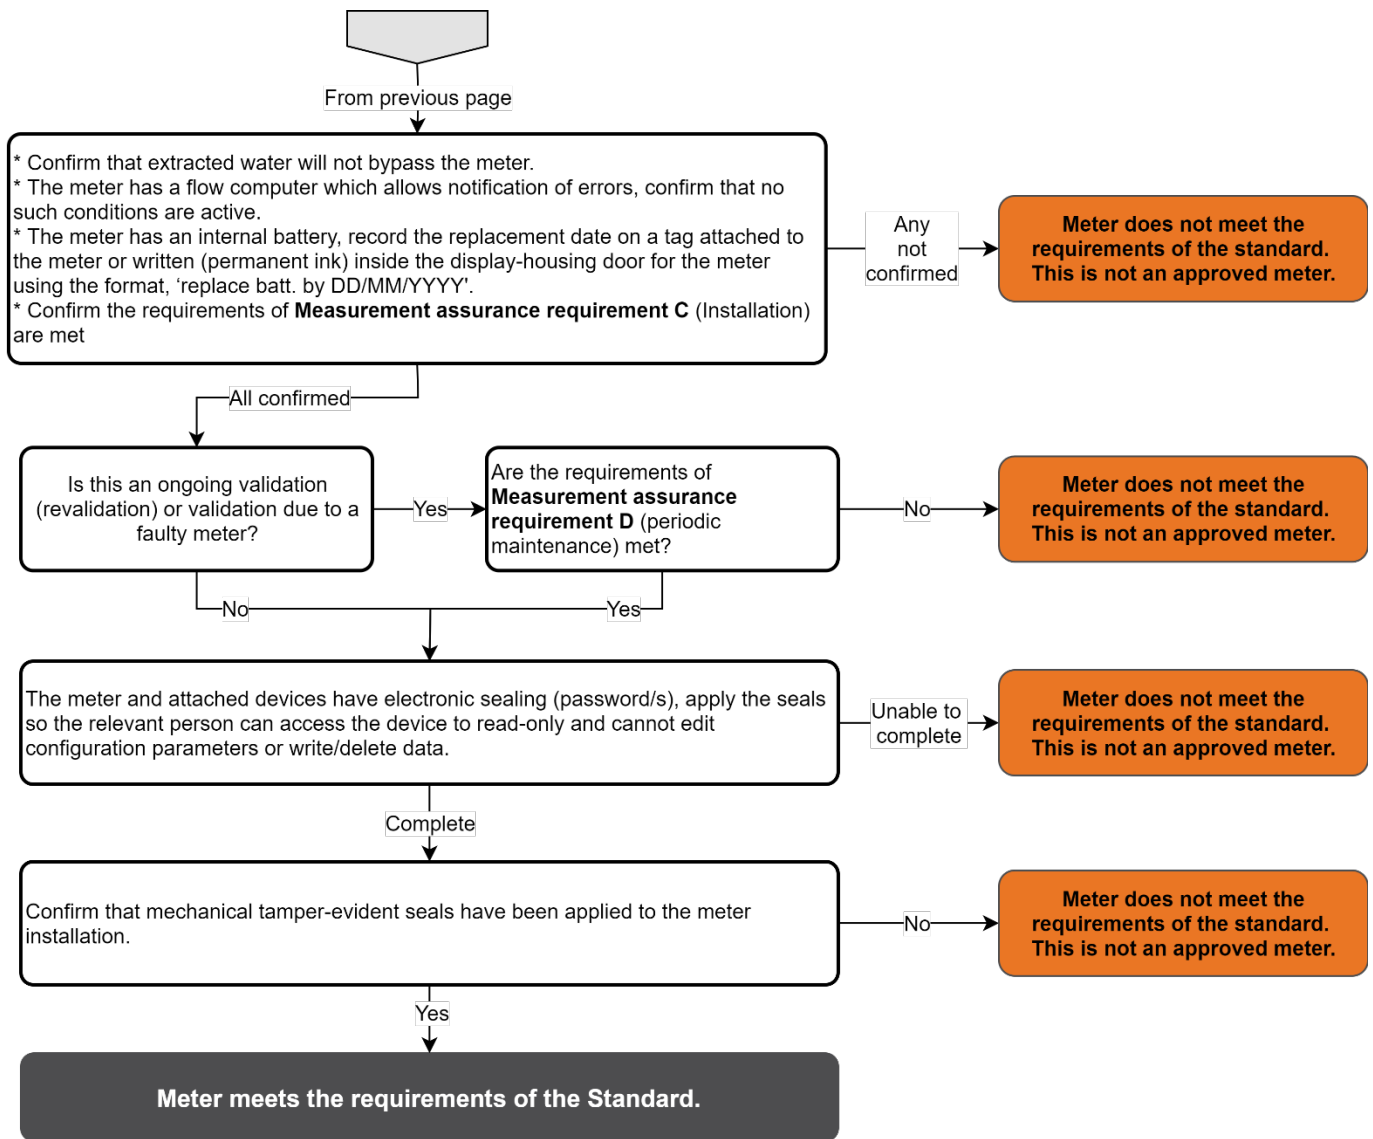 From previous page
* Confirm that extracted water will not bypass the meter.
* The meter has a flow computer which allows notification of errors, confirm that no
such conditions are active.
* The meter has an internal battery, record the replacement date on a tag attached to
the meter or written (permanent ink) inside the display-housing door for the meter
using the format, ‘replace batt. by DD/MM/YYYY'.
* Confirm the requirements of Measurement assurance requirement C (Installation)
are met
Any
not
confirmed
Meter does not meet the
requirements of the standard.
This is not an approved meter.
All confirmed
Is this an ongoing validation
(revalidation) or validation due to a
faulty meter?
Yes
Are the requirements of
Measurement assurance
requirement D (periodic
maintenance) met?
No
Meter does not meet the
requirements of the standard.
This is not an approved meter.
No
Yes
The meter and attached devices have electronic sealing (password/s), apply the seals
so the relevant person can access the device to read-only and cannot edit
configuration parameters or write/delete data.
Unable to
complete
Meter does not meet the
requirements of the standard.
This is not an approved meter.
Complete
Confirm that mechanical tamper-evident seals have been applied to the meter
installation.
No
Meter does not meet the
requirements of the standard.
This is not an approved meter.
Yes
Meter meets the requirements of the Standard.